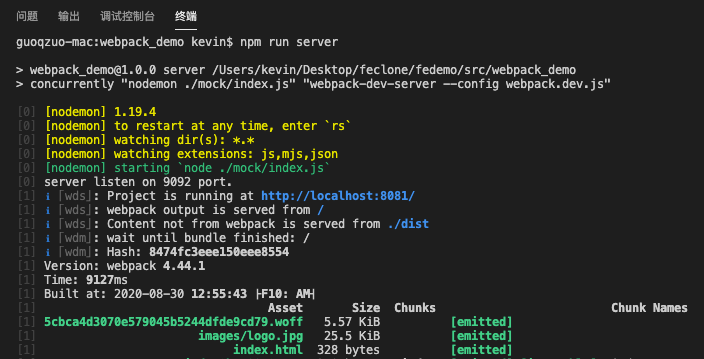 问题 输出 调试控制台 终端
guoqzuo-mac:webpack_demo kevin$ npm run server
> webpack_demo@1.0.0 server /Users/kevin/Desktop/feclone/fedemo/src/webpack_demo
> concurrently "nodemon ./mock/index.js" "webpack-dev-server --config webpack.dev.js"
[0] [nodemon] 1.19.4
[0] [nodemon] to restart at any time, enter `rs`
[0] [nodemon] watching dir(s): *.*
[0] [nodemon] watching extensions: js,mjs,json
[0] [nodemon] starting `node ./mock/index.js`
[0] server listen on 9092 port.
[1] ℹ ｢wds｣: Project is running at http://localhost:8081/
[1] ℹ ｢wds｣: webpack output is served from /
[1] ℹ ｢wds｣: Content not from webpack is served from ./dist
[1] ℹ ｢wdm｣: wait until bundle finished: /
[1] ℹ ｢wdm｣: Hash: 8474fc3eee150eee8554
[1] Version: webpack 4.44.1
[1] Time: 9127ms
[1] Built at: 2020-08-30 12:55:43 ├F10: AM┤
[1] Asset Size Chunks Chunk Names
[1] 5cbca4d3070e579045b5244dfde9cd79.woff 5.57 KiB [emitted]
[1] images/logo.jpg 25.5 KiB [emitted]
[1] index.html 328 bytes [emitted]